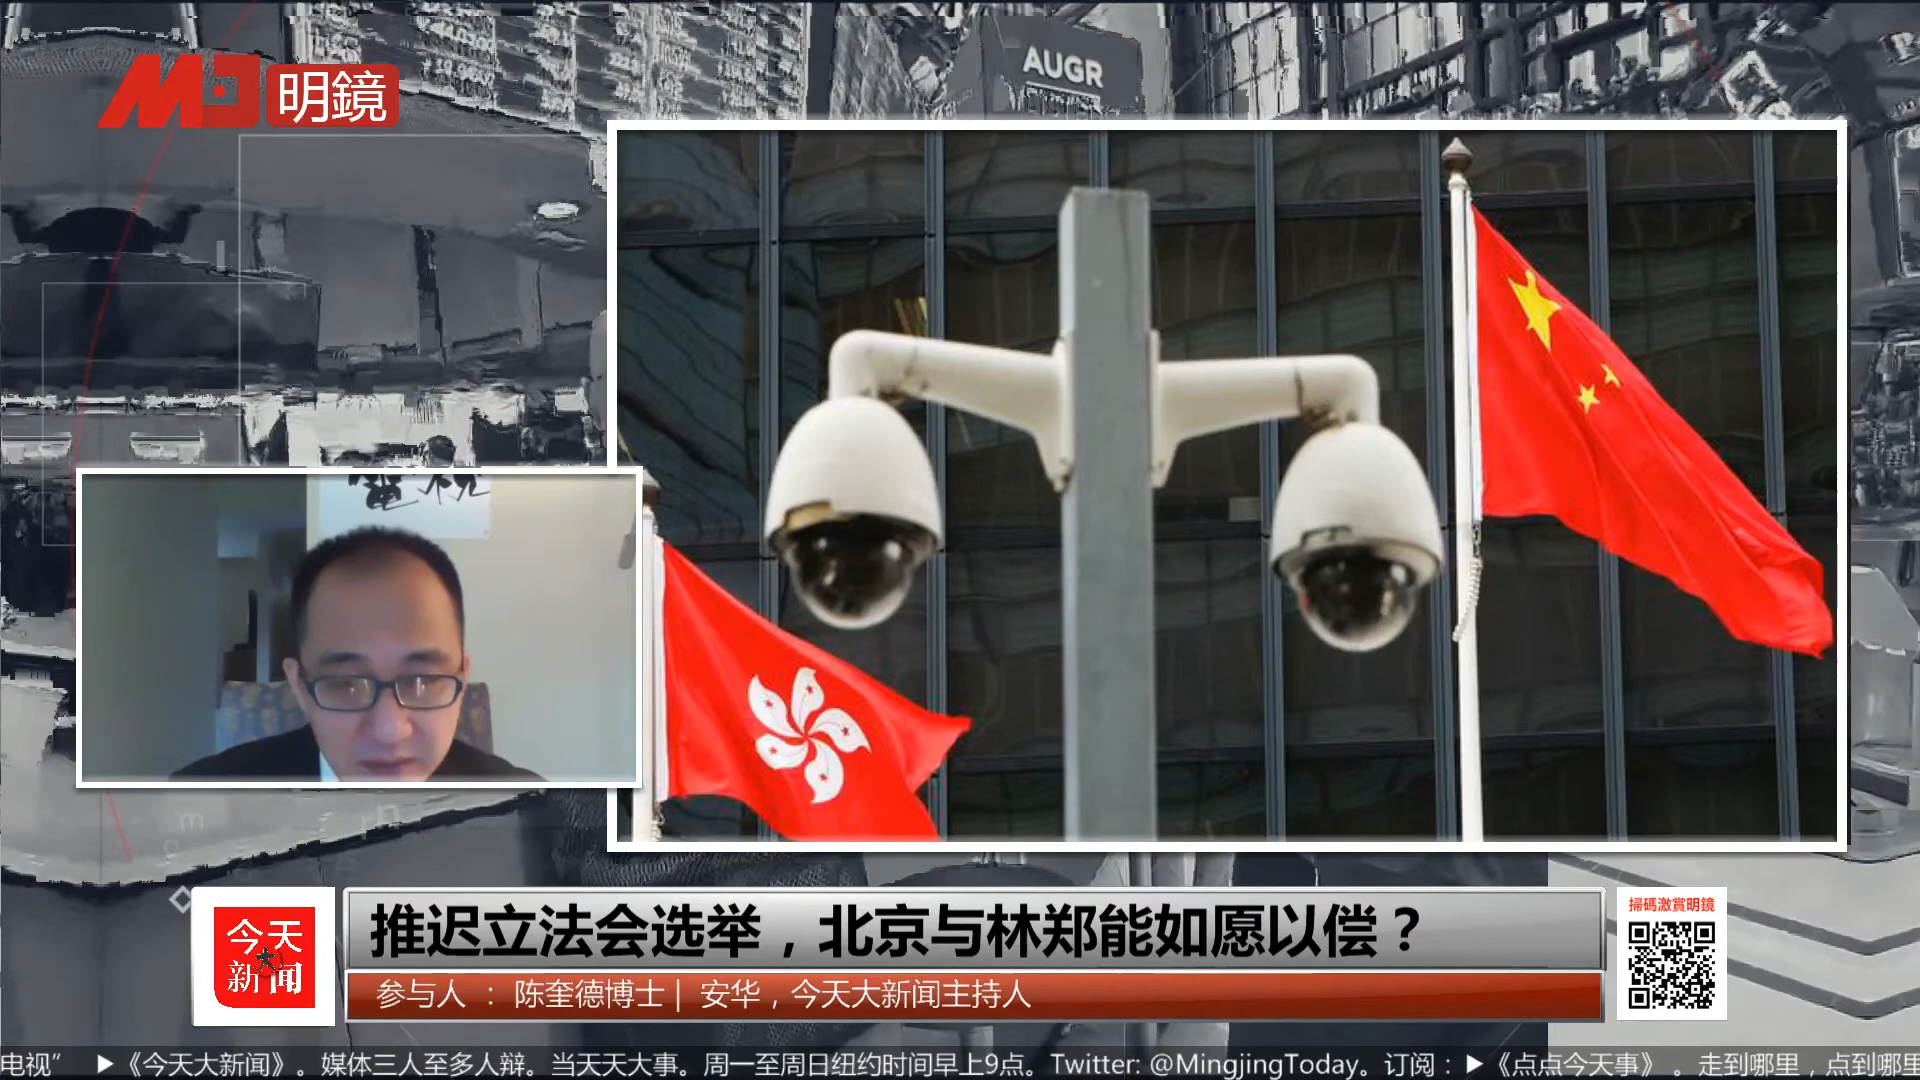 AUGR
明鏡
電視
今天
新闻
推迟立法会选举，北京与林郑能如愿以偿？
参与人 ： 陈奎德博士| 安华，今天大新闻主持人
掃碼激賞明鏡
电视” ▶《今天大新闻》。媒体三人至多人辩。当天天大事。周一至周日纽约时间早上9点。Twitter: @MingjingToday。订阅：▶《点点今天事》 。走到哪里，点到哪里